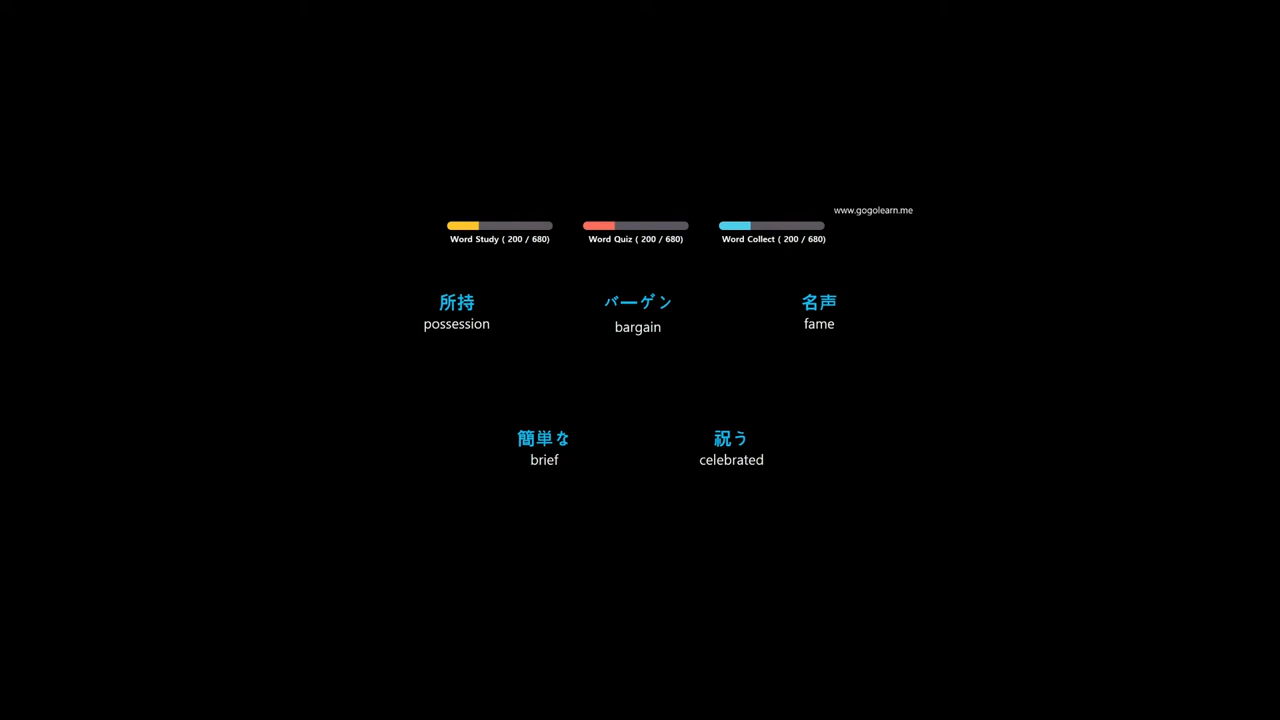 www.gogolearn.me
Word Study ( 200 / 680)
Word Quiz ( 200 / 680)
Word Collect ( 200 / 680)
所持
possession
バーゲン
bargain
名声
fame
簡単な
brief
祝う
celebrated